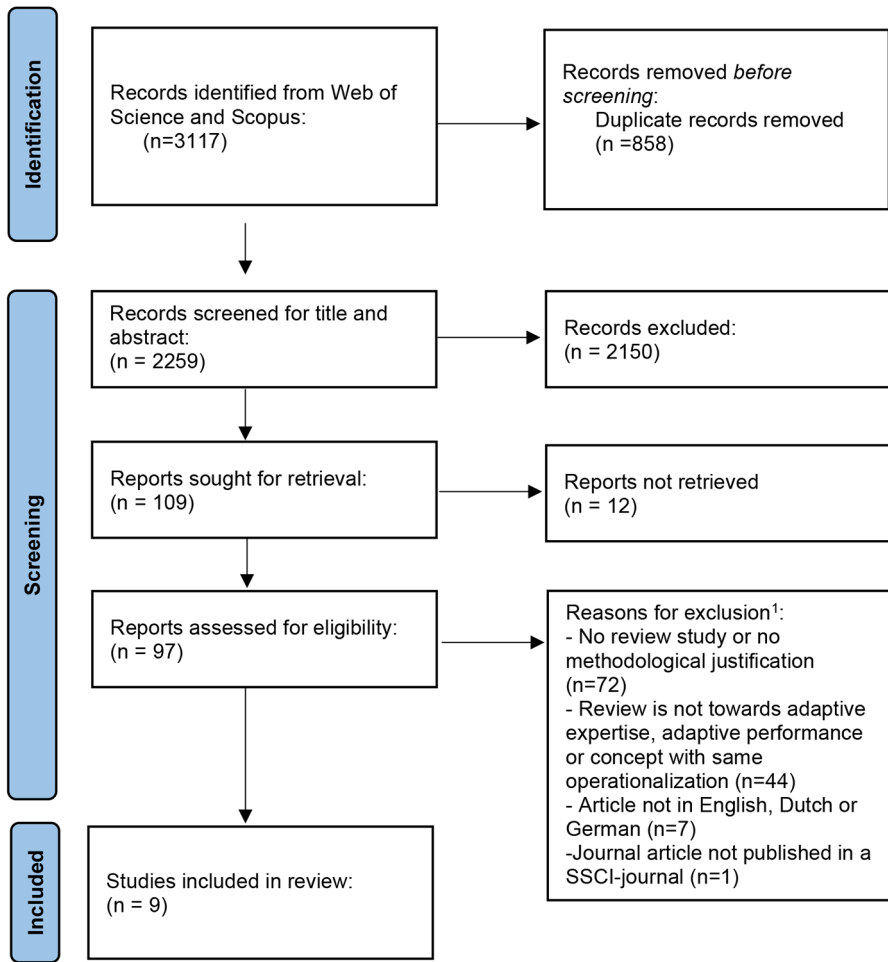 Identification
Records identified from Web of
Science and Scopus:
(n=3117)
Records removed before
screening:
Duplicate records removed
(n =858)
Screening
Records screened for title and
abstract:
(n = 2259)
Records excluded:
(n = 2150)
Reports sought for retrieval:
(n = 109)
Reports not retrieved
(n = 12)
Reports assessed for eligibility:
(n = 97)
Reasons for exclusion¹:
- No review study or no
methodological justification
(n=72)
- Review is not towards adaptive
expertise, adaptive performance
or concept with same
operationalization (n=44)
- Article not in English, Dutch or
German (n=7)
-Journal article not published in a
SSCI-journal (n=1)
Included
Studies included in review:
(n = 9)